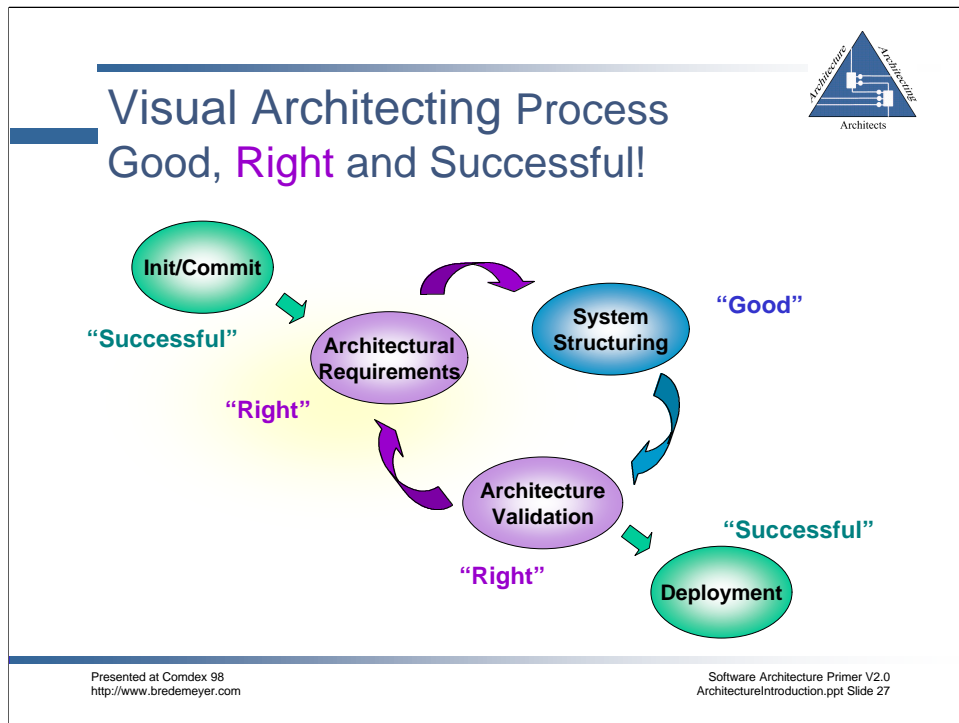 Architecture
Architecting
Architects
Visual Architecting Process
Good, Right and Successful!
Init/Commit
“Successful”
Architectural
Requirements
“Right”
System
Structuring
“Good”
Architecture
Validation
“Right”
“Successful”
Deployment
Presented at Comdex 98
http://www.bredemeyer.com
Software Architecture Primer V2.0
ArchitectureIntroduction.ppt Slide 27